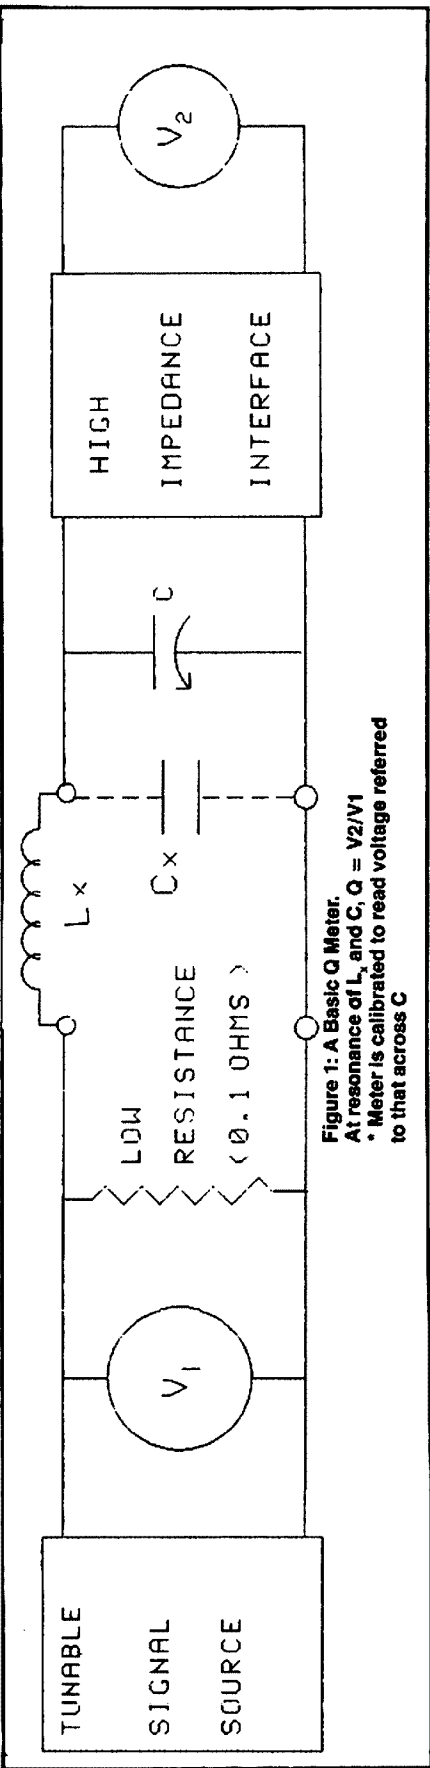 TUNABLE
SIGNAL
SOURCE
V1
LOW
RESISTANCE
(0.1 OHMS)
Lx
Cx
C
HIGH
IMPEDANCE
INTERFACE
V2
Figure 1: A Basic Q Meter.
At resonance of Lx and C, Q = V2/V1
* Meter is calibrated to read voltage referred
to that across C